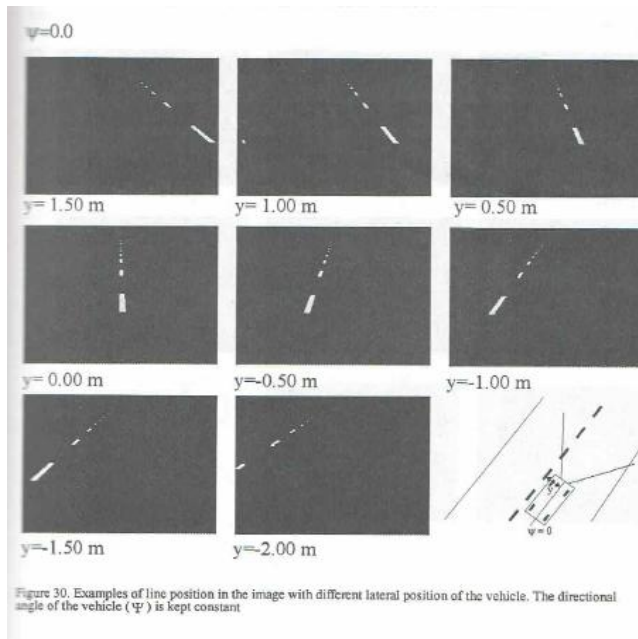 Ψ=0.0
y= 1.50 m
y= 1.00 m
y= 0.50 m
y= 0.00 m
y=-0.50 m
y=-1.00 m
y=-1.50 m
y=-2.00 m
Ψ=0
Figure 30. Examples of line position in the image with different lateral position of the vehicle. The directional
angle of the vehicle (Ψ) is kept constant